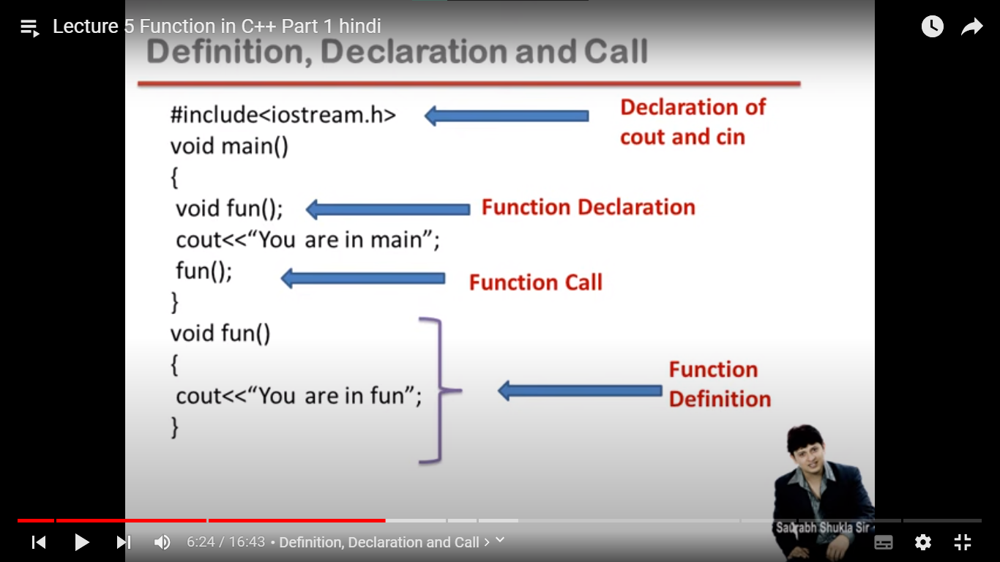 Lecture 5 Function in C++ Part 1 hindi
Definition, Declaration and Call
#include<iostream.h>
Declaration of
cout and cin
void main()
{
void fun();
Function Declaration
cout<<“You are in main”;
fun();
Function Call
}
void fun()
{
Function
Definition
cout<<“You are in fun”;
}
Saurabh Shukla Sir
6:24 / 16:43 • Definition, Declaration and Call >